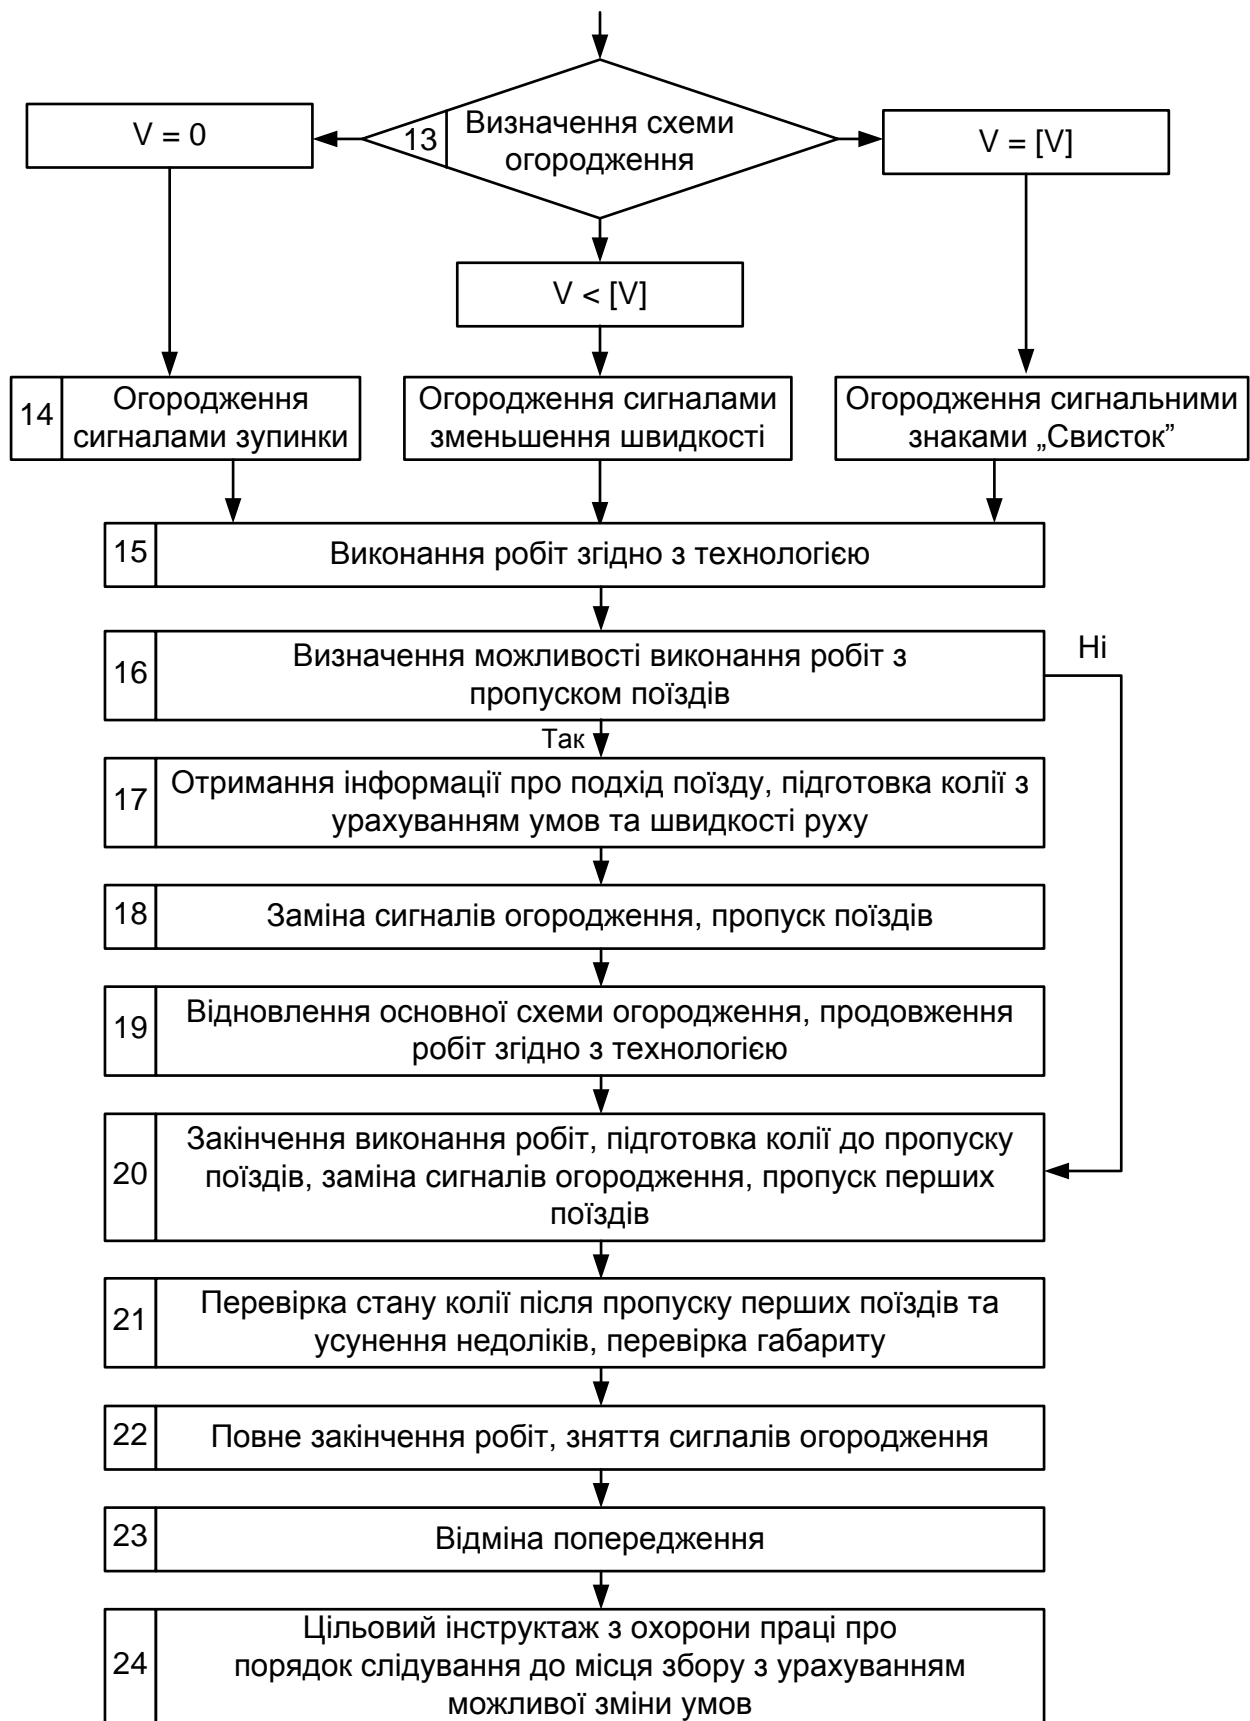 13
Визначення схеми
огородження
V = 0
V = [V]
V < [V]
14
Огородження
сигналами зупинки
Огородження сигналами
зменьшення швидкості
Огородження сигнальними
знаками „Свисток”
15
Виконання робіт згідно з технологією
16
Визначення можливості виконання робіт з
пропуском поїздів
Ні
Так
17
Отримання інформації про подхід поїзду, підготовка колії з
урахуванням умов та швидкості руху
18
Заміна сигналів огородження, пропуск поїздів
19
Відновлення основної схеми огородження, продовження
робіт згідно з технологією
20
Закінчення виконання робіт, підготовка колії до пропуску
поїздів, заміна сигналів огородження, пропуск перших
поїздів
21
Перевірка стану колії після пропуску перших поїздів та
усунення недоліків, перевірка габариту
22
Повне закінчення робіт, зняття сиглалів огородження
23
Відміна попередження
24
Цільовий інструктаж з охорони праці про
порядок слідування до місця збору з урахуванням
можливої зміни умов